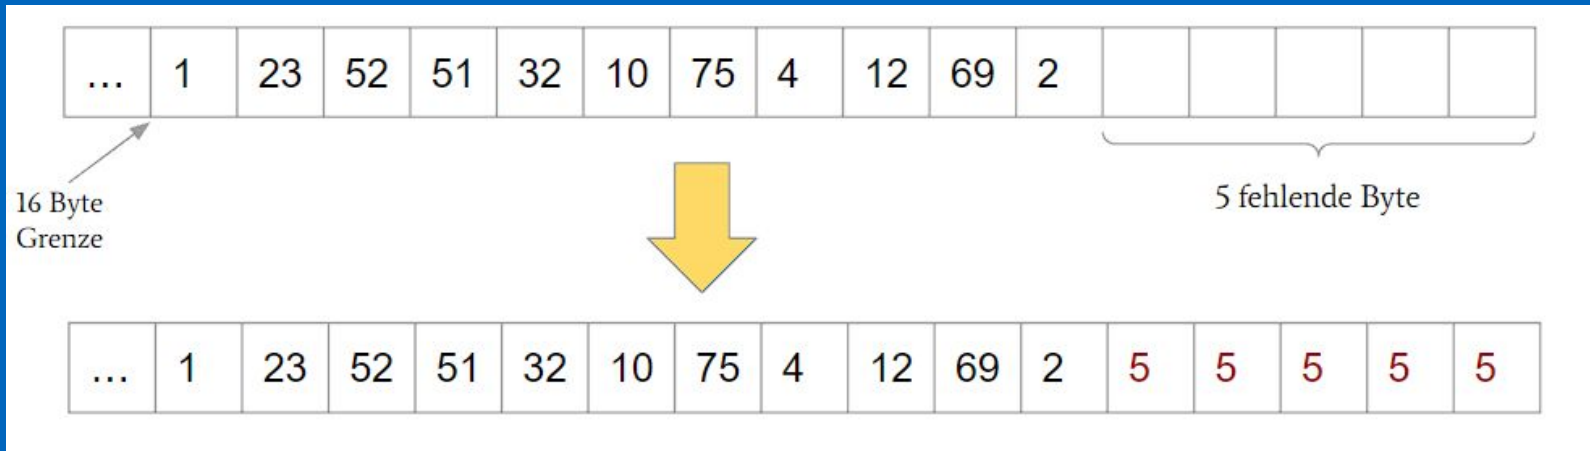 ... 1 23 52 51 32 10 75 4 12 69 2
16 Byte
Grenze
5 fehlende Byte
... 1 23 52 51 32 10 75 4 12 69 2 5 5 5 5 5